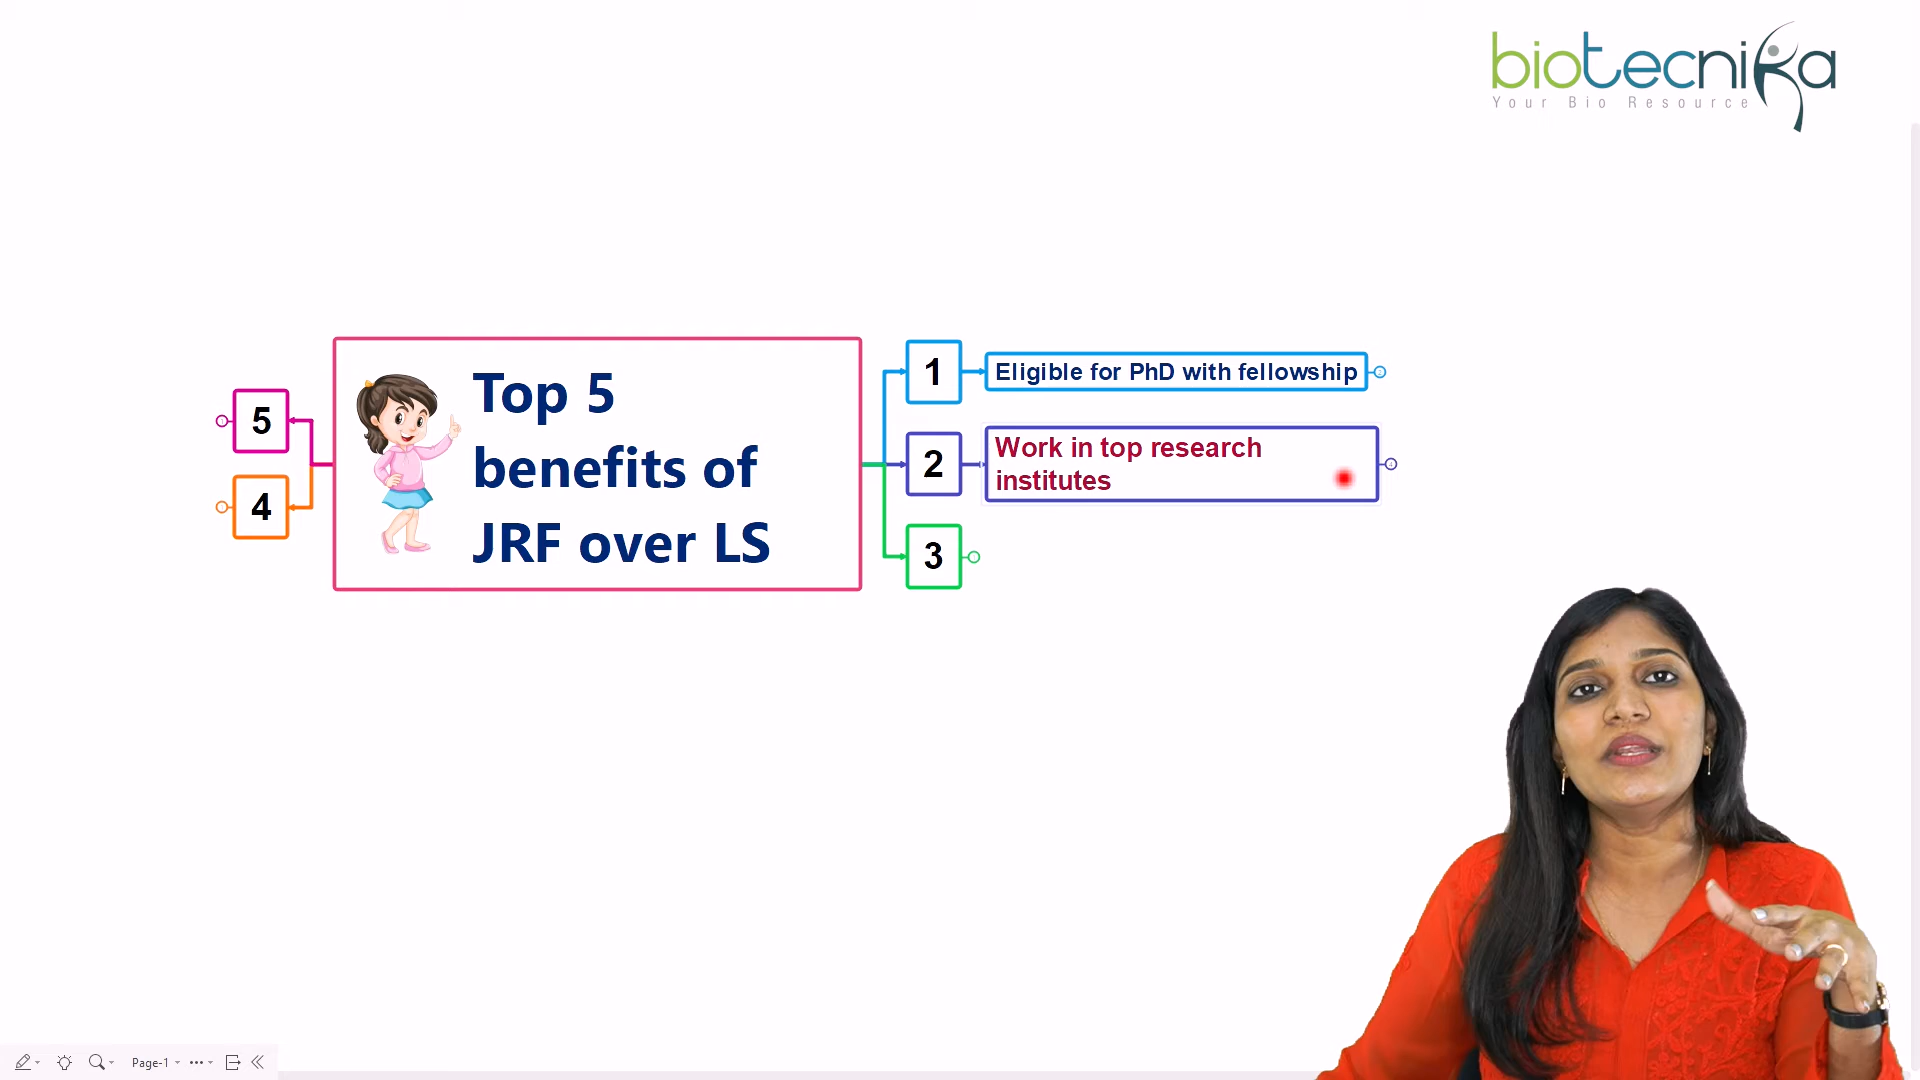 biotecnika
Your Bio Resource
Top 5
benefits of
JRF over LS
1
Eligible for PhD with fellowship
2
Work in top research
institutes
3
5
4
Page-1